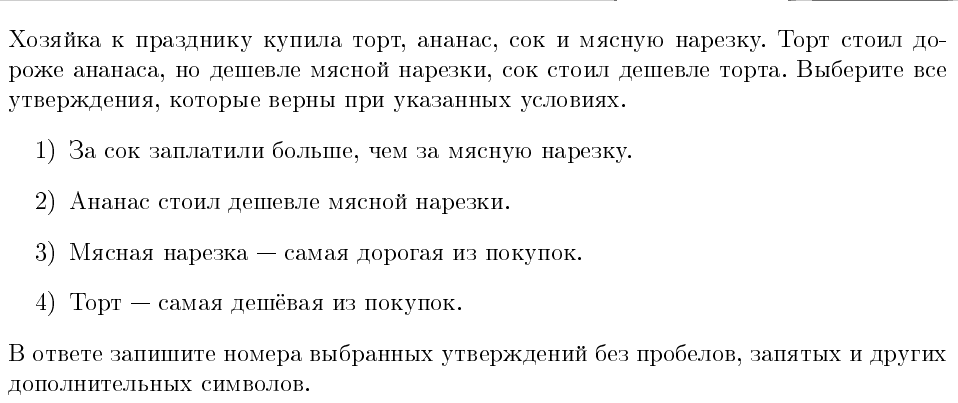 Хозяйка к празднику купила торт, ананас, сок и мясную нарезку. Торт стоил до-
роже ананаса, но дешевле мясной нарезки, сок стоил дешевле торта. Выберите все
утверждения, которые верны при указанных условиях.
1) За сок заплатили больше, чем за мясную нарезку.
2) Ананас стоил дешевле мясной нарезки.
3) Мясная нарезка — самая дорогая из покупок.
4) Торт — самая дешёвая из покупок.
В ответе запишите номера выбранных утверждений без пробелов, запятых и других
дополнительных символов.